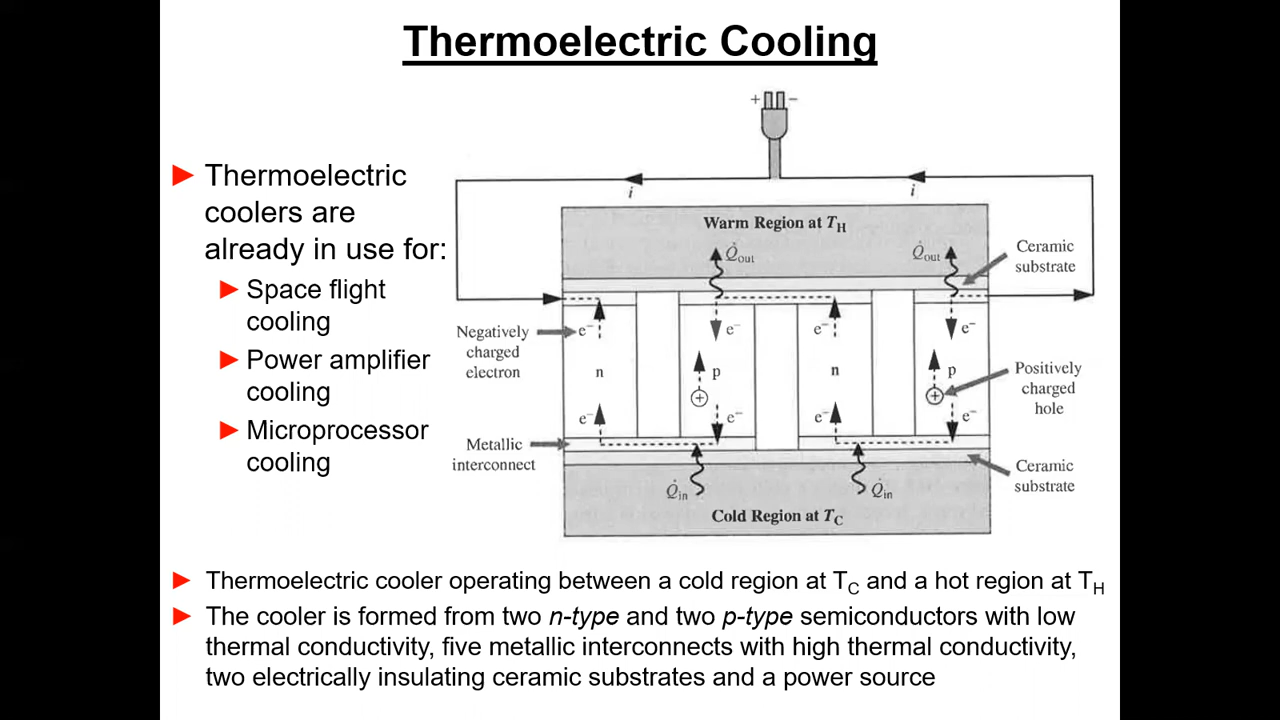 Thermoelectric Cooling
► Thermoelectric
coolers are
already in use for:
► Space flight
cooling
► Power amplifier
cooling
► Microprocessor
cooling
+ −
i
i
Warm Region at TH
Q̇out
Q̇out
Ceramic
substrate
Negatively
charged
electron
e−
e−
e−
e−
n
p
n
p
+
+
Positively
charged
hole
e−
e−
e−
e−
Metallic
interconnect
Q̇in
Q̇in
Ceramic
substrate
Cold Region at TC
► Thermoelectric cooler operating between a cold region at TC and a hot region at TH
► The cooler is formed from two n-type and two p-type semiconductors with low
thermal conductivity, five metallic interconnects with high thermal conductivity,
two electrically insulating ceramic substrates and a power source